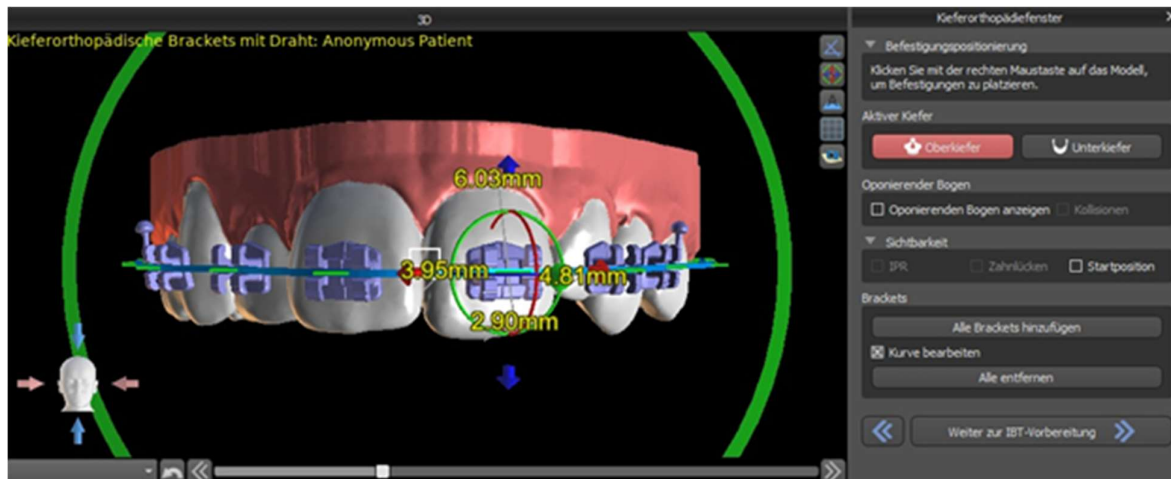 3D
Kieferorthopädische Brackets mit Draht: Anonymous Patient
6.03mm
3.95mm
4.81mm
2.90mm
Kieferorthopädiefenster
Befestigungspositionierung
Klicken Sie mit der rechten Maustaste auf das Modell,
um Befestigungen zu platzieren.
Aktiver Kiefer
Oberkiefer
Unterkiefer
Oponierender Bogen
Oponierenden Bogen anzeigen
Kollisionen
Sichtbarkeit
IPR
Zahnlücken
Startposition
Brackets
Alle Brackets hinzufügen
Kurve bearbeiten
Alle entfernen
Weiter zur IBT-Vorbereitung